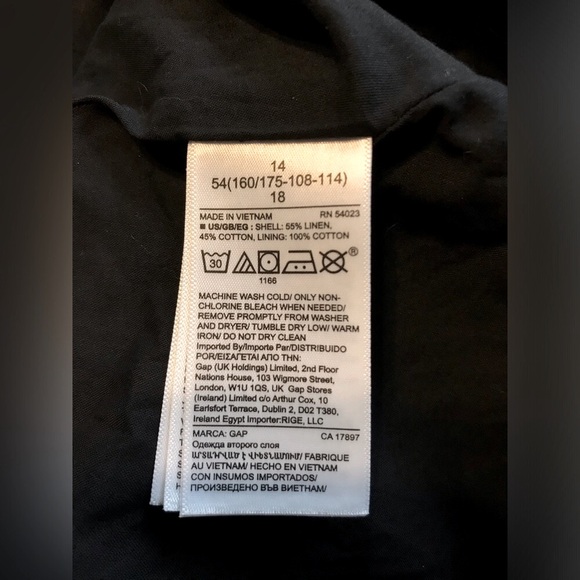 14
54(160/175-108-114)
18
MADE IN VIETNAM RN 54023
■ US/GB/EG : SHELL: 55% LINEN,
45% COTTON, LINING: 100% COTTON
30 ®
1166
MACHINE WASH COLD/ ONLY NON-
CHLORINE BLEACH WHEN NEEDED/
REMOVE PROMPTLY FROM WASHER
AND DRYER/ TUMBLE DRY LOW/ WARM
IRON/ DO NOT DRY CLEAN
Imported By/Importe Par/DISTRIBUIDO
POR/ΕΙΣΑΓΕΤΑΙ ΑΠΟ ΤΗΝ:
Gap (UK Holdings) Limited, 2nd Floor
Nations House, 103 Wigmore Street,
London, W1U 1QS, UK Gap Stores
(Ireland) Limited c/o Arthur Cox, 10
Earlsfort Terrace, Dublin 2, D02 T380,
Ireland Egypt Importer:RIGE, LLC
MARCA: GAP CA 17897
Одежда второго слоя
ԱՐՏԱԴՐՎԱԾ Է ՎԻԵՏՆԱՄՈՒՄ/ FABRIQUE
AU VIETNAM/ HECHO EN VIETNAM
CON INSUMOS IMPORTADOS/
ПРОИЗВЕДЕНО ВЪВ ВИЕТНАМ/